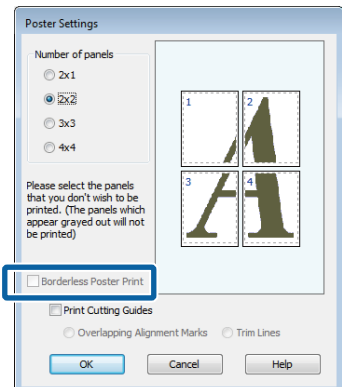 Poster Settings
Number of panels
2x1
2x2
3x3
4x4
1
2
3
4
Please select the panels
that you don't wish to be
printed. (The panels which
appear grayed out will not
be printed)
Borderless Poster Print
Print Cutting Guides
Overlapping Alignment Marks
Trim Lines
OK
Cancel
Help